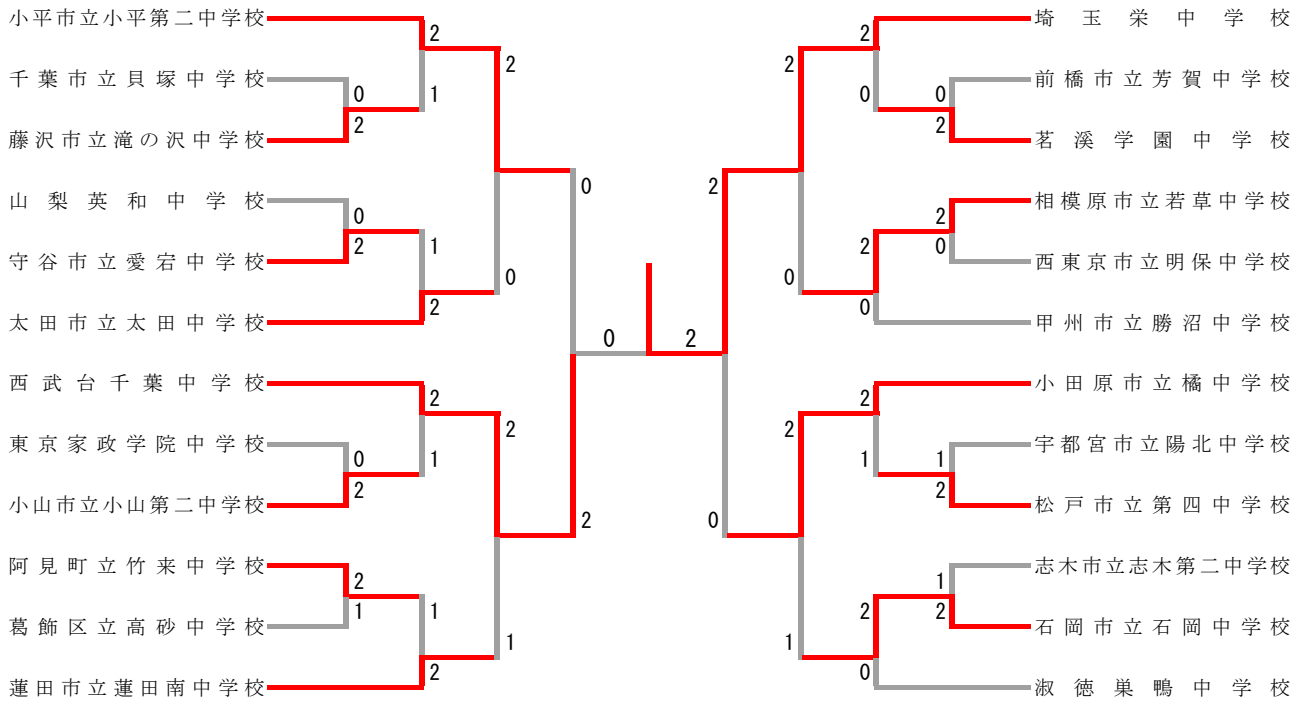 小平市立小平第二中学校
千葉市立貝塚中学校
藤沢市立滝の沢中学校
山梨英和中学校
守谷市立愛宕中学校
太田市立太田中学校
西武台千葉中学校
東京家政学院中学校
小山市立小山第二中学校
阿見町立竹来中学校
葛飾区立高砂中学校
蓮田市立蓮田南中学校
2
1
0
2
0
2
1
2
2
1
0
2
2
1
1
2
2
0
2
1
0
2
0
2
2
0
2
0
2
1
2
0
2
0
0
2
2
0
2
0
2
1
1
2
1
2
2
0
埼玉栄中学校
前橋市立芳賀中学校
茗溪学園中学校
相模原市立若草中学校
西東京市立明保中学校
甲州市立勝沼中学校
小田原市立橘中学校
宇都宮市立陽北中学校
松戸市立第四中学校
志木市立志木第二中学校
石岡市立石岡中学校
淑徳巣鴨中学校